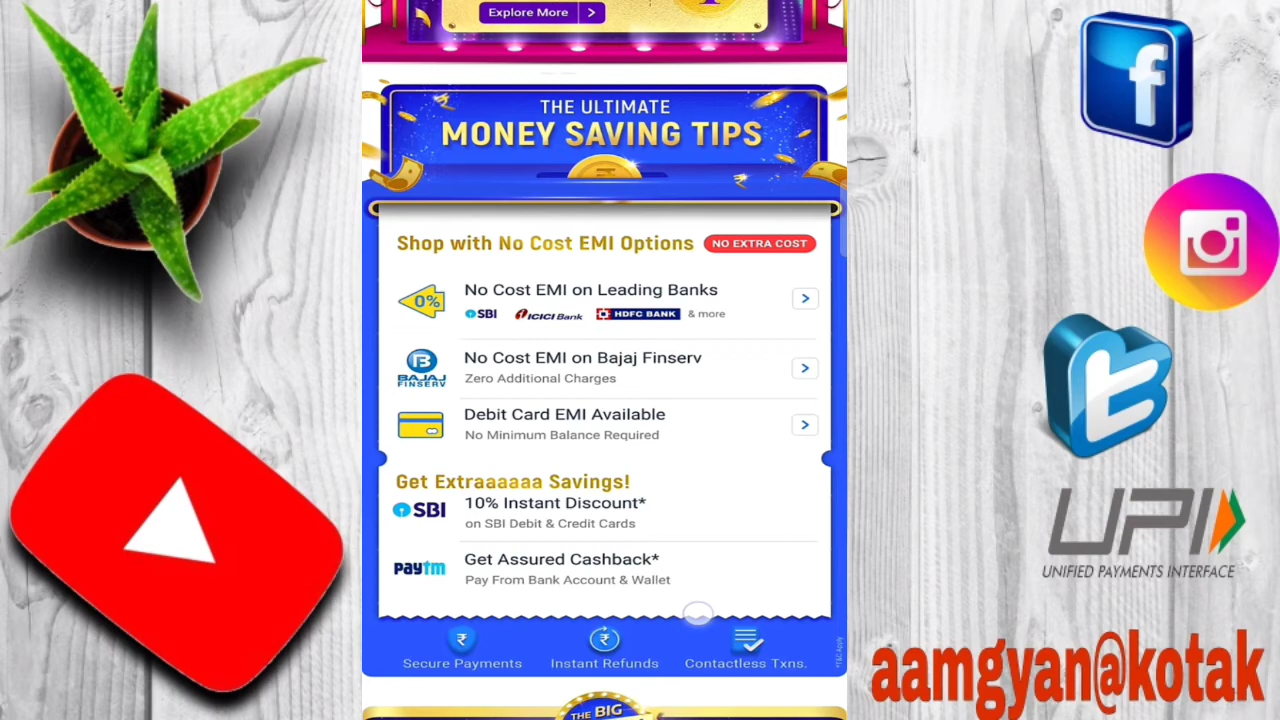 Explore More
THE ULTIMATE
MONEY SAVING TIPS
Shop with No Cost EMI Options
NO EXTRA COST
0%
No Cost EMI on Leading Banks
SBI
ICICI Bank
HDFC BANK
& more
BAJAJ
FINSERV
No Cost EMI on Bajaj Finserv
Zero Additional Charges
Debit Card EMI Available
No Minimum Balance Required
Get Extraaaaaa Savings!
SBI
10% Instant Discount*
on SBI Debit & Credit Cards
paytm
Get Assured Cashback*
Pay From Bank Account & Wallet
Secure Payments
Instant Refunds
Contactless Txns.
*T&C Apply
THE BIG
UPI
UNIFIED PAYMENTS INTERFACE
aamgyan@kotak